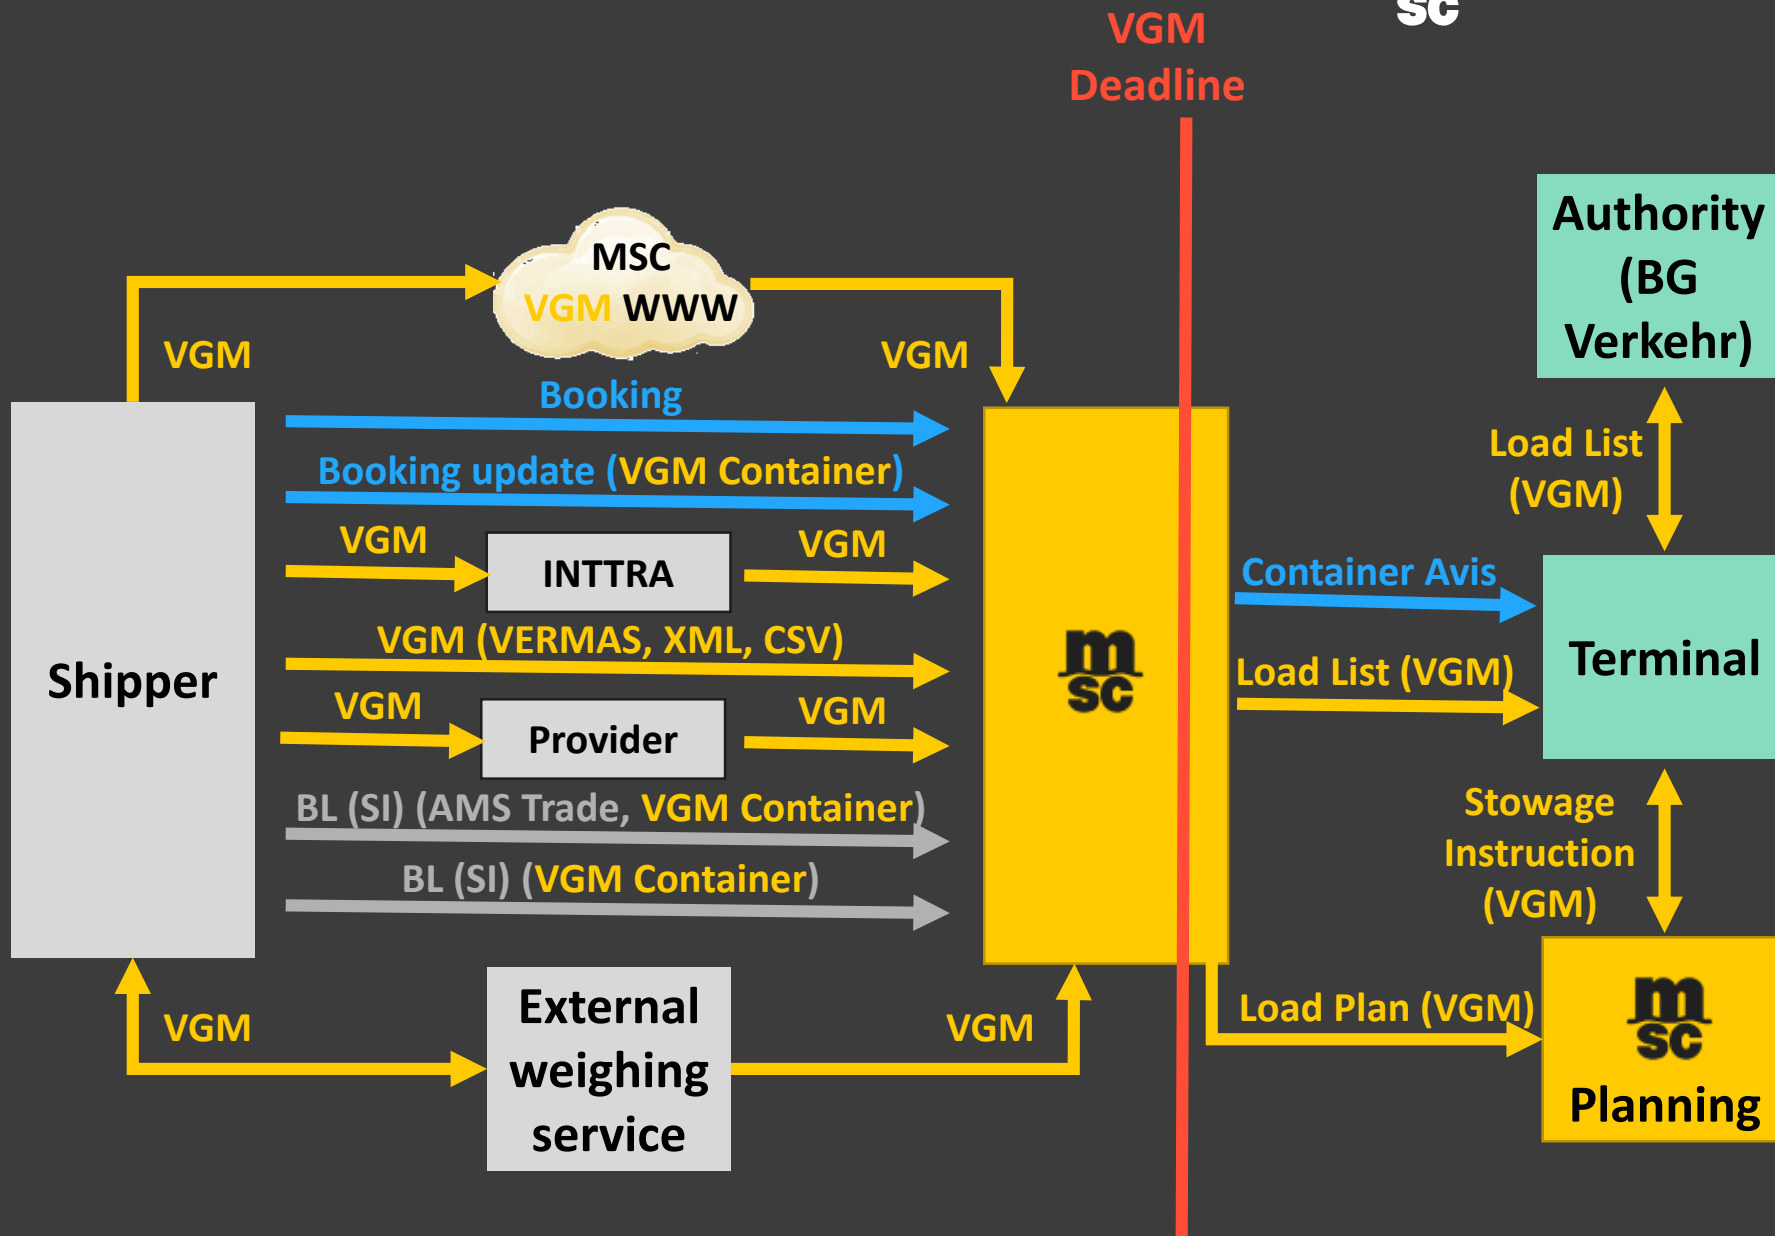 sc
VGM
Deadline
Authority
(BG
Verkehr)
MSC
VGM WWW
VGM
VGM
Booking
Booking update (VGM Container)
Load List
(VGM)
VGM
INTTRA
VGM
Container Avis
VGM (VERMAS, XML, CSV)
Shipper
m
sc
Load List (VGM)
Terminal
VGM
Provider
VGM
BL (SI) (AMS Trade, VGM Container)
BL (SI) (VGM Container)
Stowage
Instruction
(VGM)
VGM
External
weighing
service
VGM
Load Plan (VGM)
m
sc
Planning